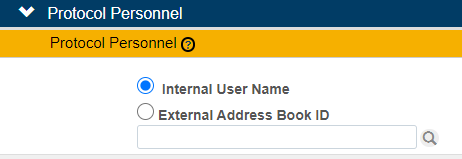 Protocol Personnel
Protocol Personnel ?
Internal User Name
External Address Book ID